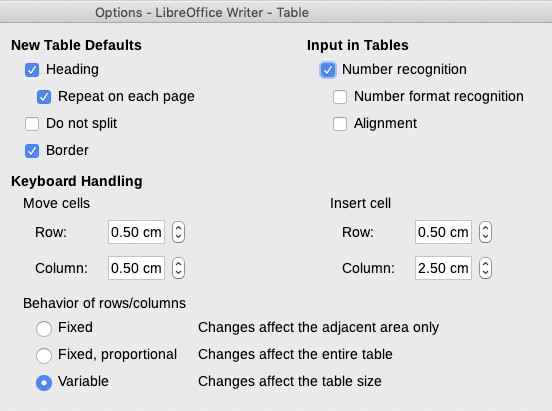 Options - LibreOffice Writer - Table
New Table Defaults
Heading
Repeat on each page
Do not split
Border
Input in Tables
Number recognition
Number format recognition
Alignment
Keyboard Handling
Move cells
Row: 0.50 cm
Column: 0.50 cm
Insert cell
Row: 0.50 cm
Column: 2.50 cm
Behavior of rows/columns
Fixed Changes affect the adjacent area only
Fixed, proportional Changes affect the entire table
Variable Changes affect the table size